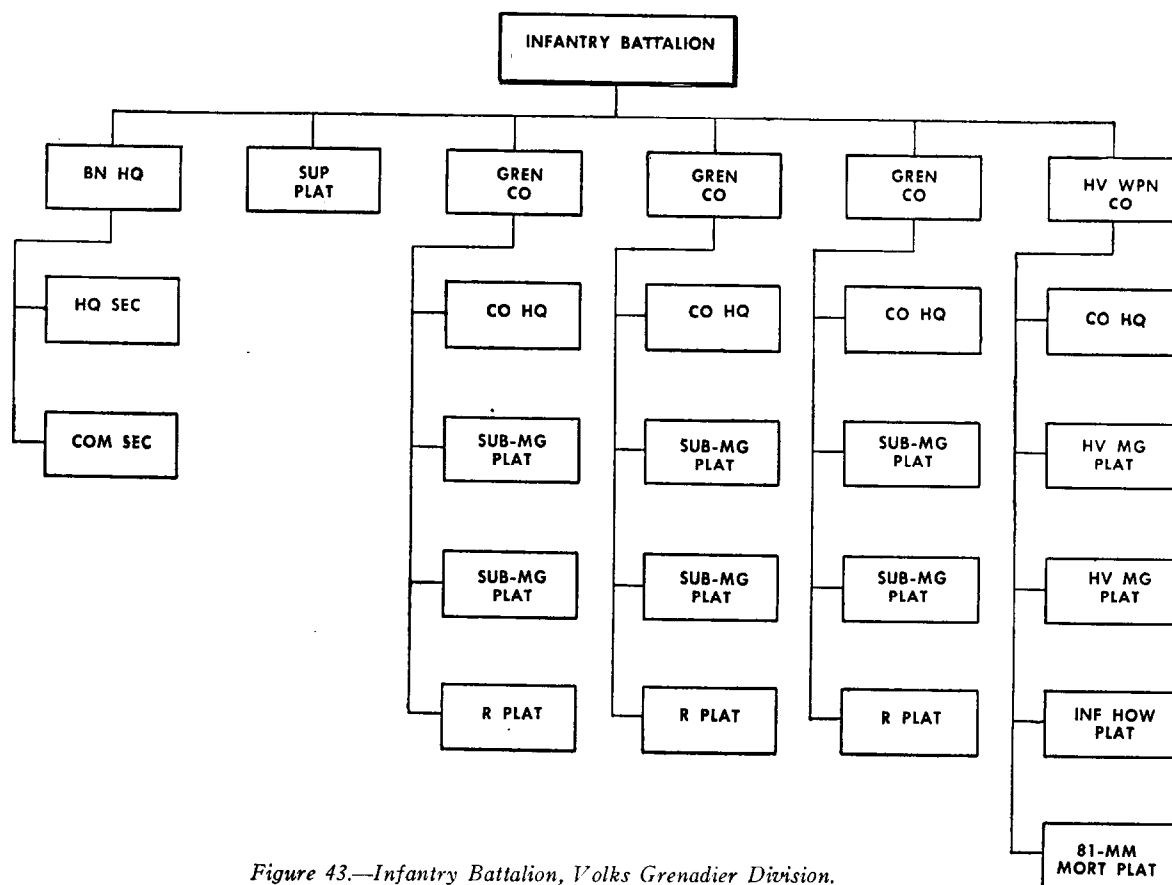 INFANTRY BATTALION
BN HQ
SUP
PLAT
GREN
CO
GREN
CO
GREN
CO
HV WPN
CO
HQ SEC
CO HQ
CO HQ
CO HQ
CO HQ
COM SEC
SUB-MG
PLAT
SUB-MG
PLAT
SUB-MG
PLAT
HV MG
PLAT
SUB-MG
PLAT
SUB-MG
PLAT
SUB-MG
PLAT
HV MG
PLAT
R PLAT
R PLAT
R PLAT
INF HOW
PLAT
81-MM
MORT PLAT
Figure 43.—Infantry Battalion, Volks Grenadier Division.